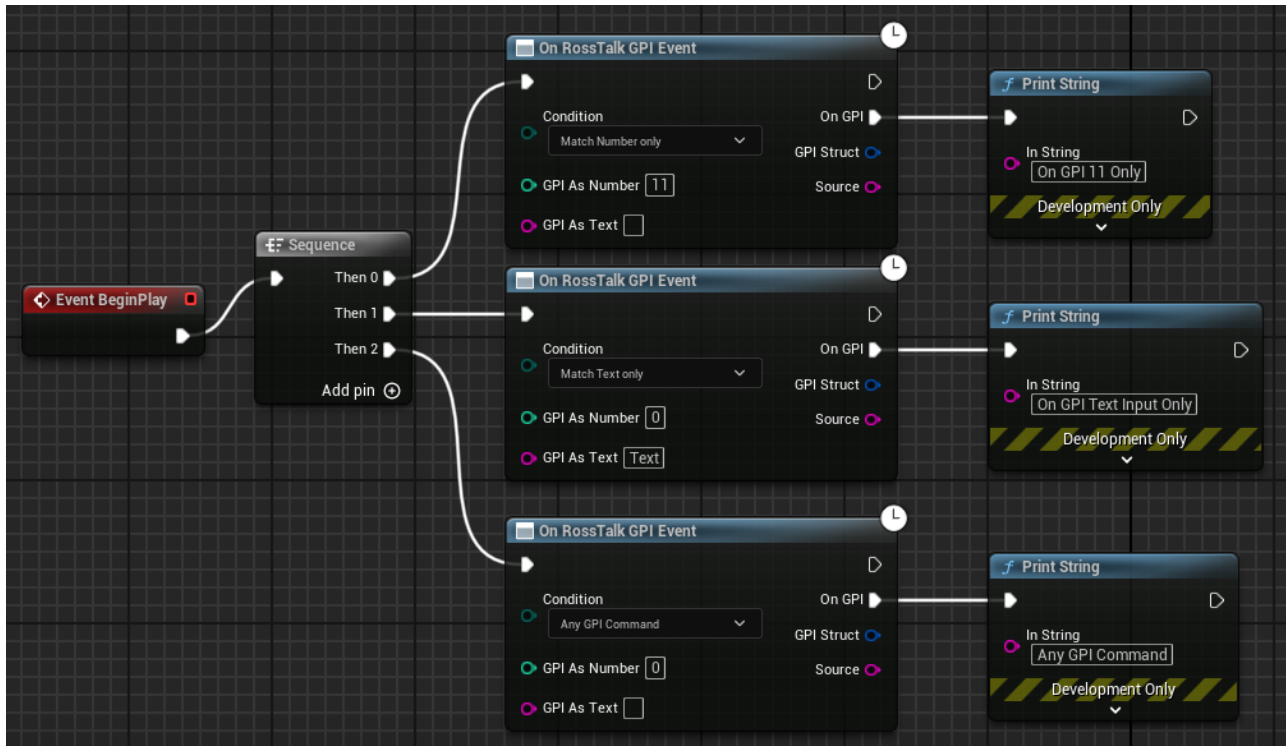 Event BeginPlay
Sequence
Then 0
Then 1
Then 2
Add pin
On RossTalk GPI Event
Condition
On GPI
Match Number only
GPI Struct
GPI As Number 11
Source
GPI As Text
Print String
In String
On GPI 11 Only
Development Only
On RossTalk GPI Event
Condition
On GPI
Match Text only
GPI Struct
GPI As Number 0
Source
GPI As Text Text
Print String
In String
On GPI Text Input Only
Development Only
On RossTalk GPI Event
Condition
On GPI
Any GPI Command
GPI Struct
GPI As Number 0
Source
GPI As Text
Print String
In String
Any GPI Command
Development Only